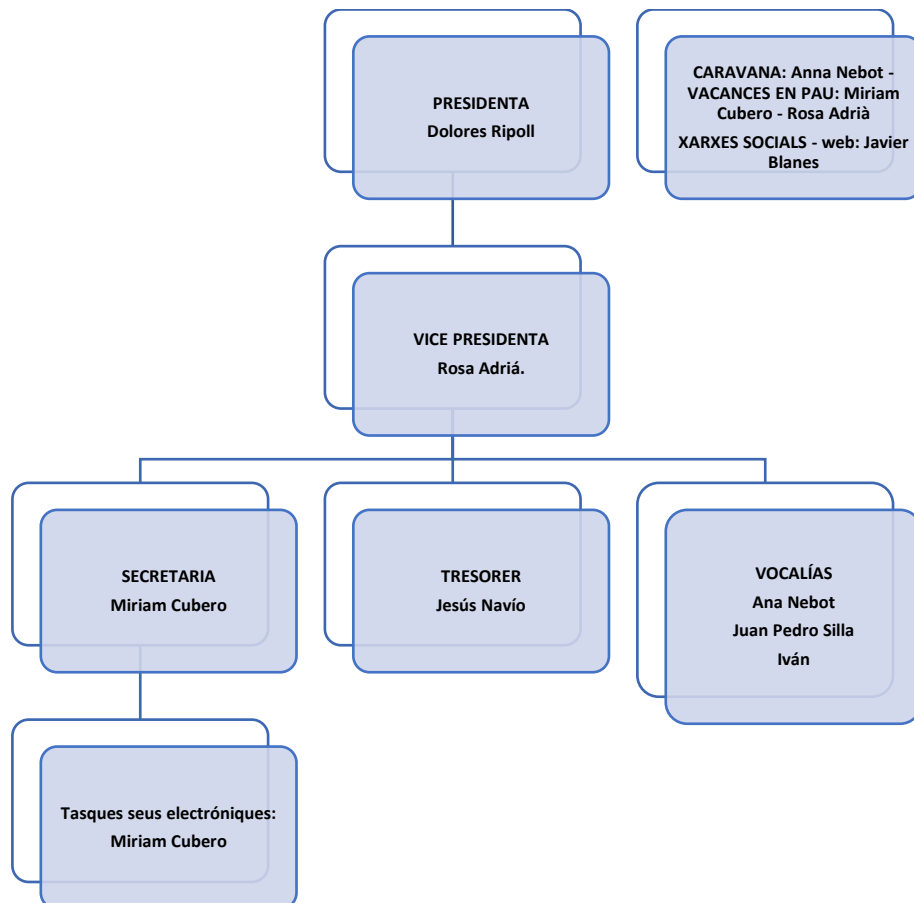 PRESIDENTA
Dolores Ripoll
CARAVANA: Anna Nebot -
VACANCES EN PAU: Miriam
Cubero - Rosa Adrià
XARXES SOCIALS - web: Javier
Blanes
VICE PRESIDENTA
Rosa Adriá.
SECRETARIA
Miriam Cubero
TRESORER
Jesús Navío
VOCALÍAS
Ana Nebot
Juan Pedro Silla
Iván
Tasques seus electróniques:
Miriam Cubero